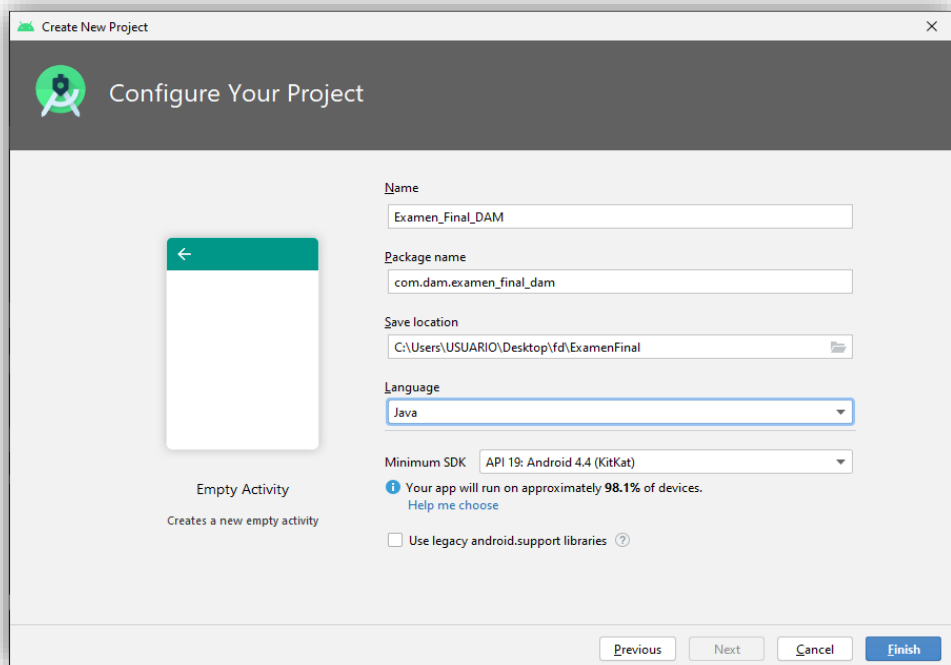 Create New Project
Configure Your Project
Name
Examen_Final_DAM
Package name
com.dam.examen_final_dam
Save location
C:\Users\USUARIO\Desktop\fd\ExamenFinal
Language
Java
Minimum SDK API 19: Android 4.4 (KitKat)
Your app will run on approximately 98.1% of devices.
Help me choose
Use legacy android.support libraries ?
Empty Activity
Creates a new empty activity
Previous Next Cancel Finish